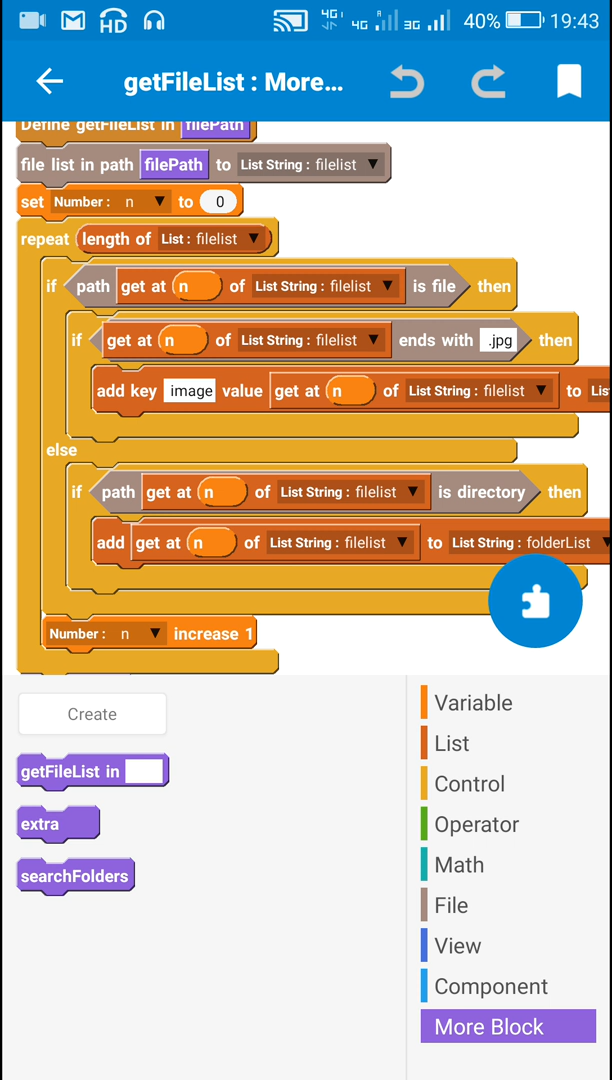 HD 4G 4G R 3G 40% 19:43
getFileList : More...
Define getFileList in filePath
file list in path filePath to List String : filelist
set Number : n to 0
repeat length of List : filelist
if path get at n of List String : filelist is file then
if get at n of List String : filelist ends with .jpg then
add key image value get at n of List String : filelist to Lis
else
if path get at n of List String : filelist is directory then
add get at n of List String : filelist to List String : folderList
Number : n increase 1
Create
getFileList in
extra
searchFolders
Variable
List
Control
Operator
Math
File
View
Component
More Block